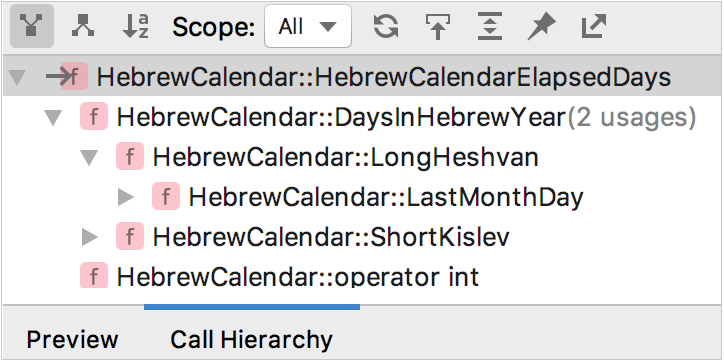 Scope: All
f HebrewCalendar::HebrewCalendarElapsedDays
f HebrewCalendar::DaysInHebrewYear(2 usages)
f HebrewCalendar::LongHeshvan
f HebrewCalendar::LastMonthDay
f HebrewCalendar::ShortKislev
f HebrewCalendar::operator int
Preview Call Hierarchy